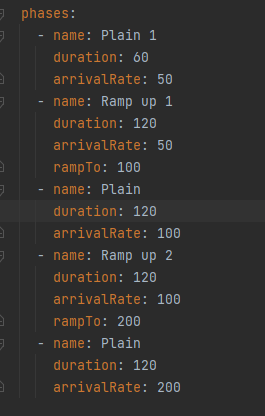 phases:
  - name: Plain 1
    duration: 60
    arrivalRate: 50
  - name: Ramp up 1
    duration: 120
    arrivalRate: 50
    rampTo: 100
  - name: Plain
    duration: 120
    arrivalRate: 100
  - name: Ramp up 2
    duration: 120
    arrivalRate: 100
    rampTo: 200
  - name: Plain
    duration: 120
    arrivalRate: 200